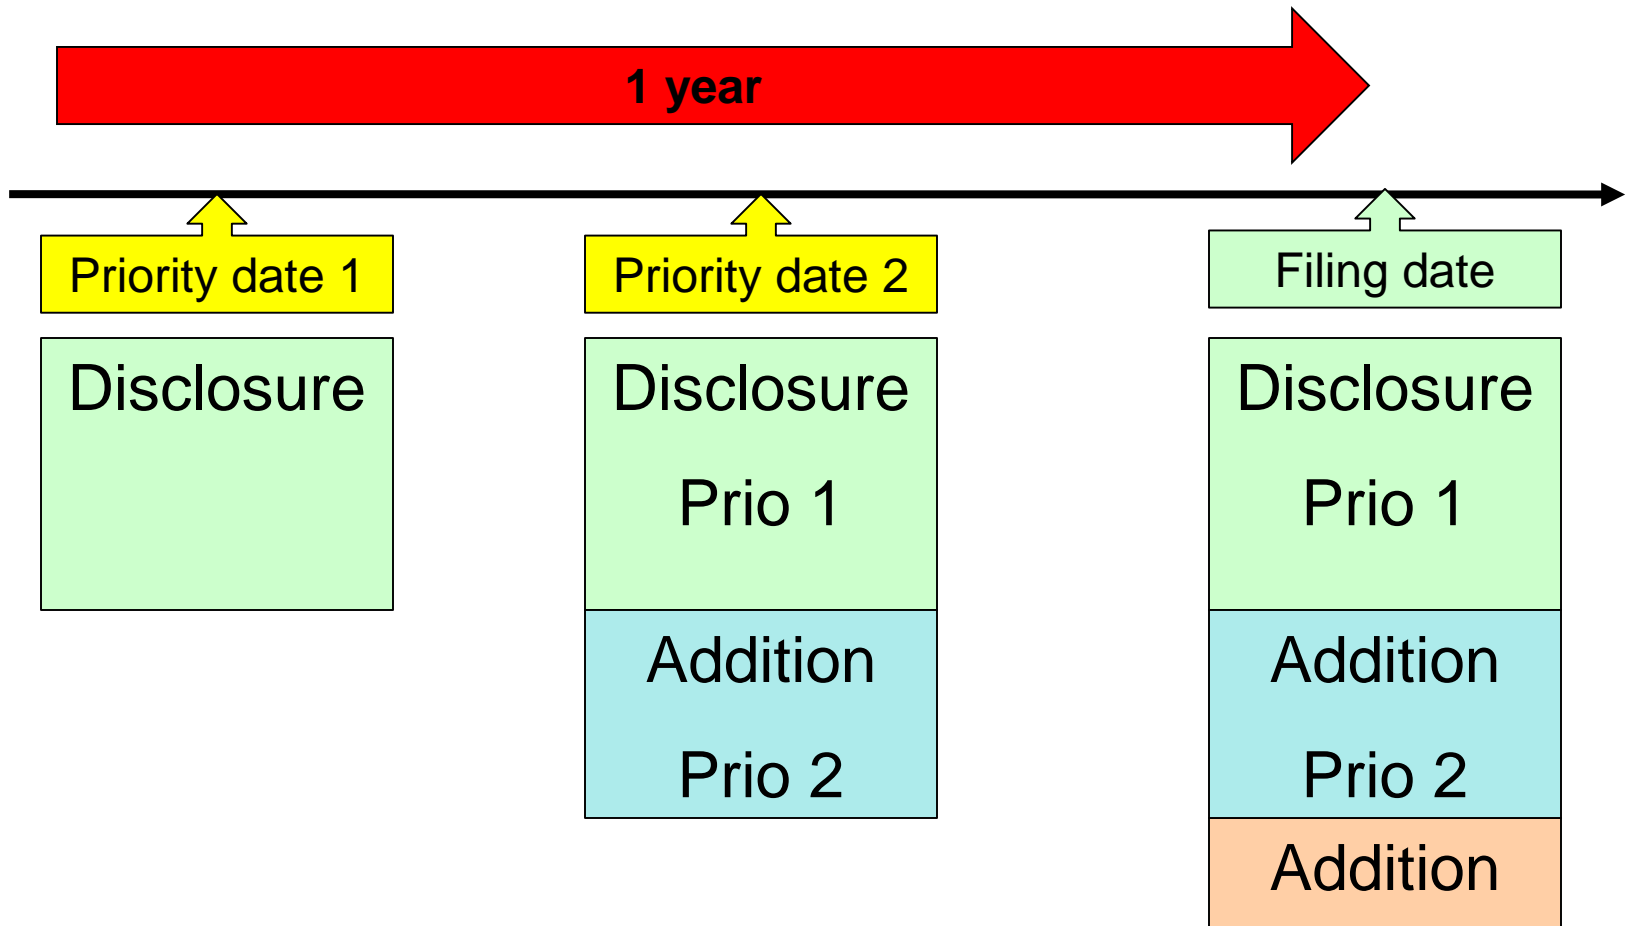 1 year
Priority date 1
Priority date 2
Filing date
Disclosure
Disclosure
Prio 1
Addition
Prio 2
Disclosure
Prio 1
Addition
Prio 2
Addition